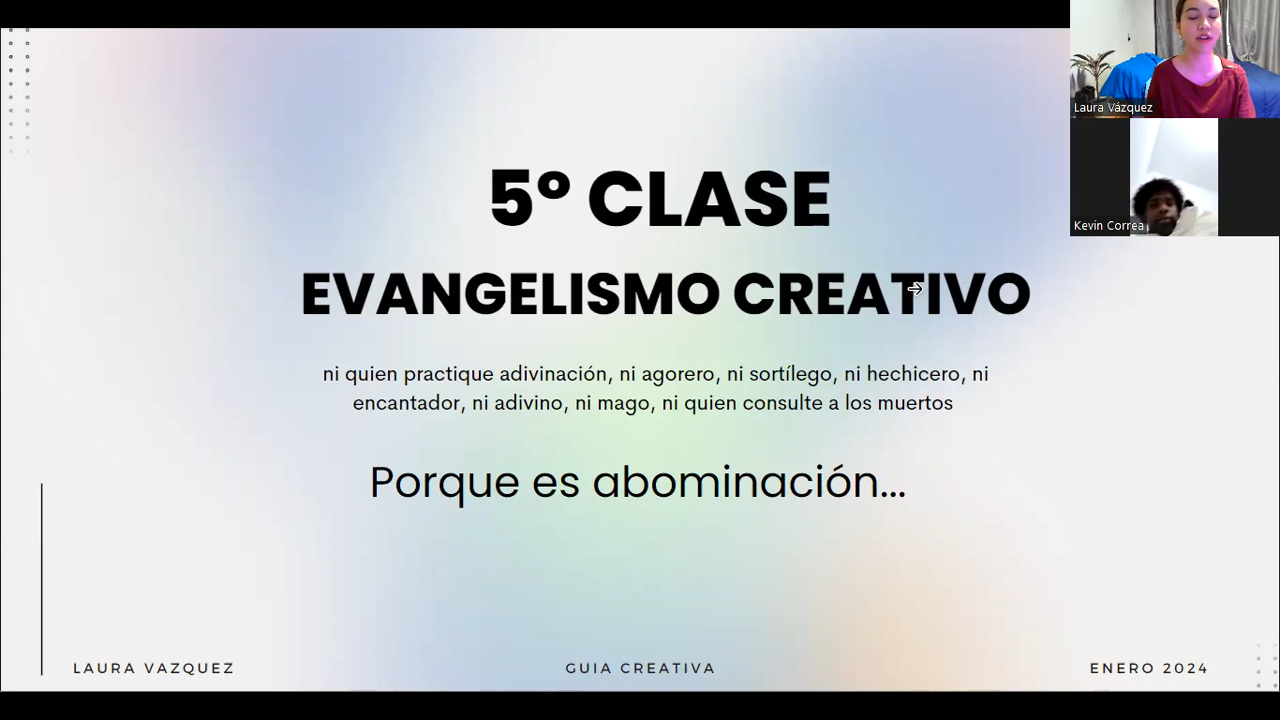 Laura Vázquez
Kevin Correa
5º CLASE
EVANGELISMO CREATIVO
ni quien practique adivinación, ni agorero, ni sortílego, ni hechicero, ni
encantador, ni adivino, ni mago, ni quien consulte a los muertos
Porque es abominación...
LAURA VAZQUEZ
GUIA CREATIVA
ENERO 2024